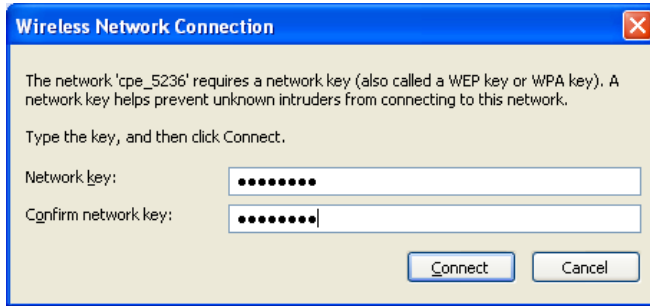 Wireless Network Connection
The network 'cpe_5236' requires a network key (also called a WEP key or WPA key). A
network key helps prevent unknown intruders from connecting to this network.
Type the key, and then click Connect.
Network key: ●●●●●●●●
Confirm network key: ●●●●●●●●
Connect Cancel